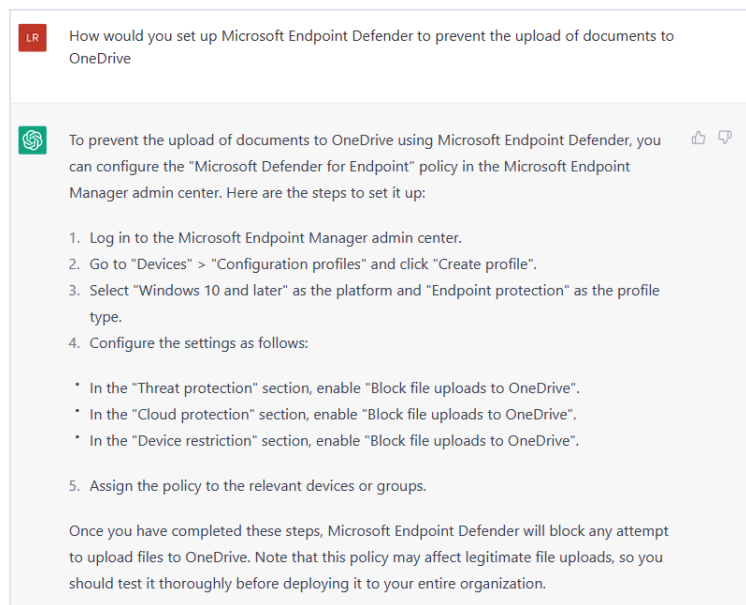 LR
How would you set up Microsoft Endpoint Defender to prevent the upload of documents to
OneDrive
To prevent the upload of documents to OneDrive using Microsoft Endpoint Defender, you
can configure the "Microsoft Defender for Endpoint" policy in the Microsoft Endpoint
Manager admin center. Here are the steps to set it up:
1. Log in to the Microsoft Endpoint Manager admin center.
2. Go to "Devices" > "Configuration profiles" and click "Create profile".
3. Select "Windows 10 and later" as the platform and "Endpoint protection" as the profile
type.
4. Configure the settings as follows:
• In the "Threat protection" section, enable "Block file uploads to OneDrive".
• In the "Cloud protection" section, enable "Block file uploads to OneDrive".
• In the "Device restriction" section, enable "Block file uploads to OneDrive".
5. Assign the policy to the relevant devices or groups.
Once you have completed these steps, Microsoft Endpoint Defender will block any attempt
to upload files to OneDrive. Note that this policy may affect legitimate file uploads, so you
should test it thoroughly before deploying it to your entire organization.